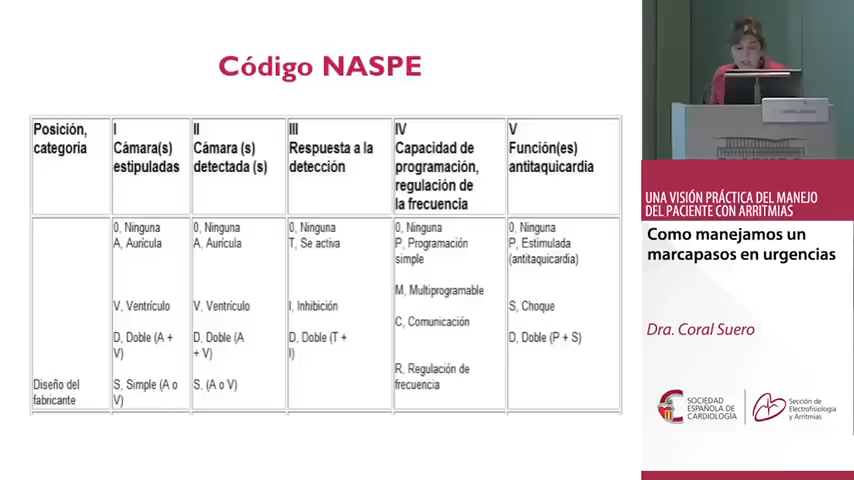 Código NASPE
Posición,
categoría
I
Cámara(s)
estipuladas
II
Cámara (s)
detectada (s)
III
Respuesta a la
detección
IV
Capacidad de
programación,
regulación de
la frecuencia
V
Función(es)
antitaquicardia
0, Ninguna
A, Aurícula
V, Ventrículo
D, Doble (A +
V)
S, Simple (A o
V)
0, Ninguna
A, Aurícula
V, Ventrículo
D, Doble (A
+ V)
S. (A o V)
0, Ninguna
T, Se activa
I, Inhibición
D, Doble (T +
I)
0, Ninguna
P, Programación
simple
M, Multiprogramable
C, Comunicación
R, Regulación de
frecuencia
0, Ninguna
P, Estimulada
(antitaquicardia)
S, Choque
D, Doble (P + S)
Diseño del
fabricante
UNA VISIÓN PRÁCTICA DEL MANEJO
DEL PACIENTE CON ARRITMIAS
Como manejamos un
marcapasos en urgencias
Dra. Coral Suero
SOCIEDAD
ESPAÑOLA DE
CARDIOLOGÍA
Sección de
Electrofisiología
y Arritmias